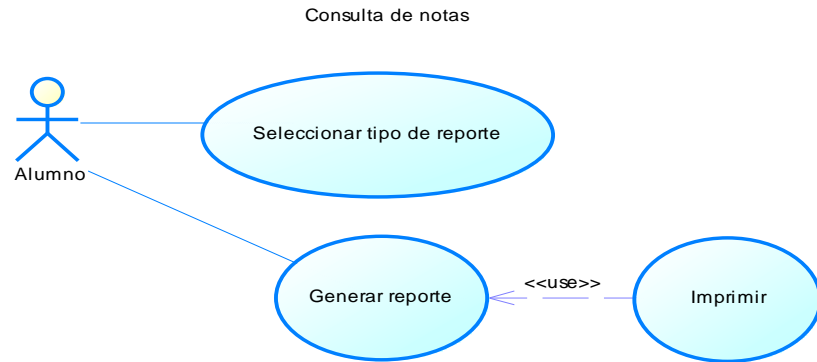 Consulta de notas
Seleccionar tipo de reporte
Alumno
<<use>>
Generar reporte
Imprimir